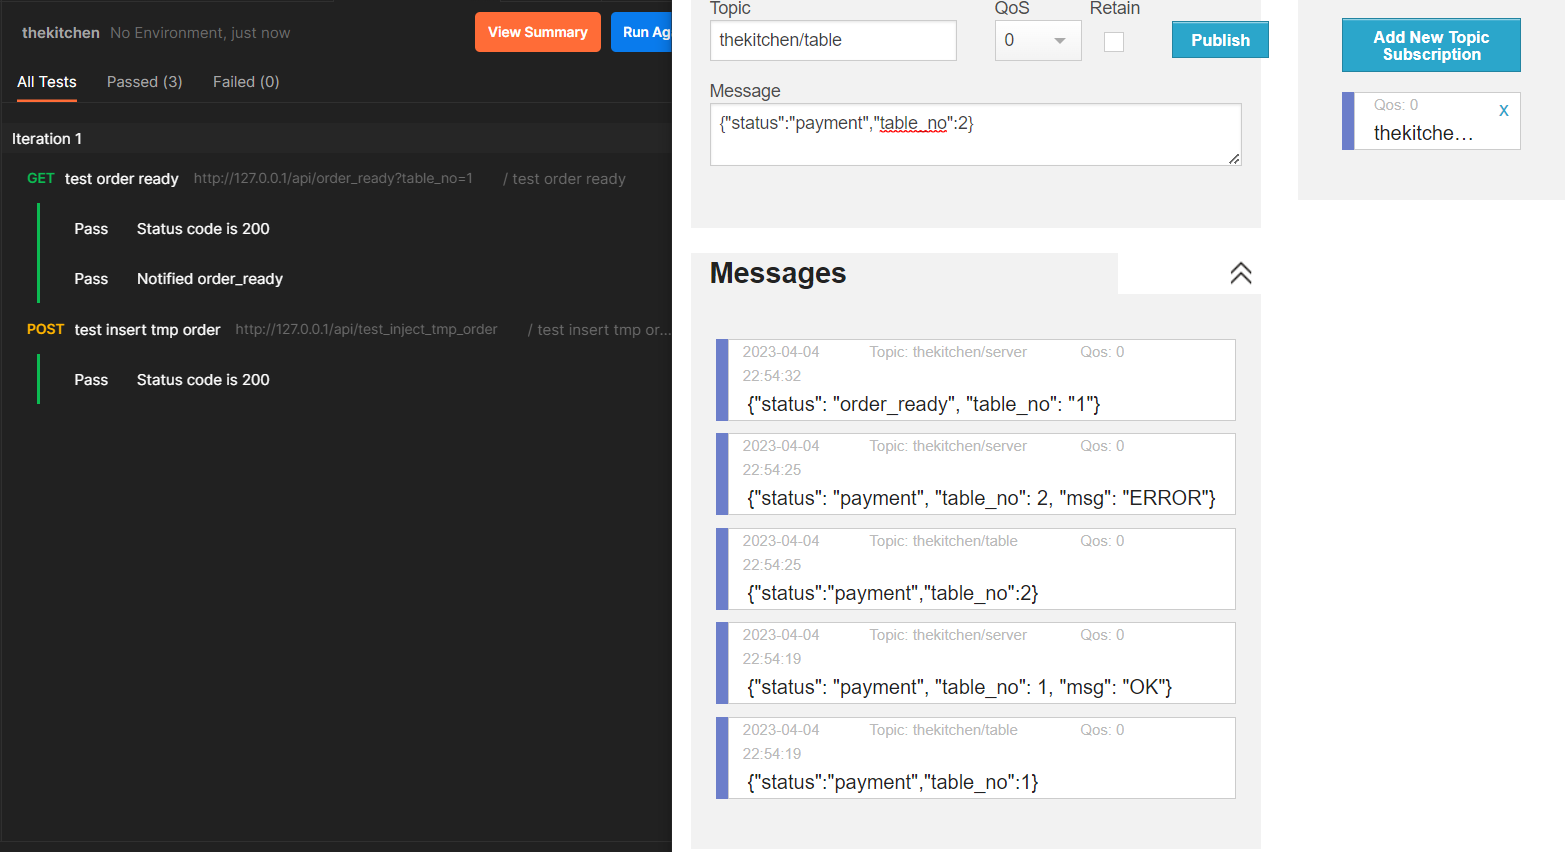 thekitchen No Environment, just now
View Summary
Run Ag
All Tests Passed (3) Failed (0)
Iteration 1
GET test order ready http://127.0.0.1/api/order_ready?table_no=1 / test order ready
Pass Status code is 200
Pass Notified order_ready
POST test insert tmp order http://127.0.0.1/api/test_inject_tmp_order / test insert tmp or...
Pass Status code is 200
Topic QoS Retain
thekitchen/table 0 Publish
Message
{"status":"payment","table_no":2}
Messages
2023-04-04 Topic: thekitchen/server Qos: 0
22:54:32
{"status": "order_ready", "table_no": "1"}
2023-04-04 Topic: thekitchen/server Qos: 0
22:54:25
{"status": "payment", "table_no": 2, "msg": "ERROR"}
2023-04-04 Topic: thekitchen/table Qos: 0
22:54:25
{"status":"payment","table_no":2}
2023-04-04 Topic: thekitchen/server Qos: 0
22:54:19
{"status": "payment", "table_no": 1, "msg": "OK"}
2023-04-04 Topic: thekitchen/table Qos: 0
22:54:19
{"status":"payment","table_no":1}
Add New Topic
Subscription
Qos: 0 x
thekitche...